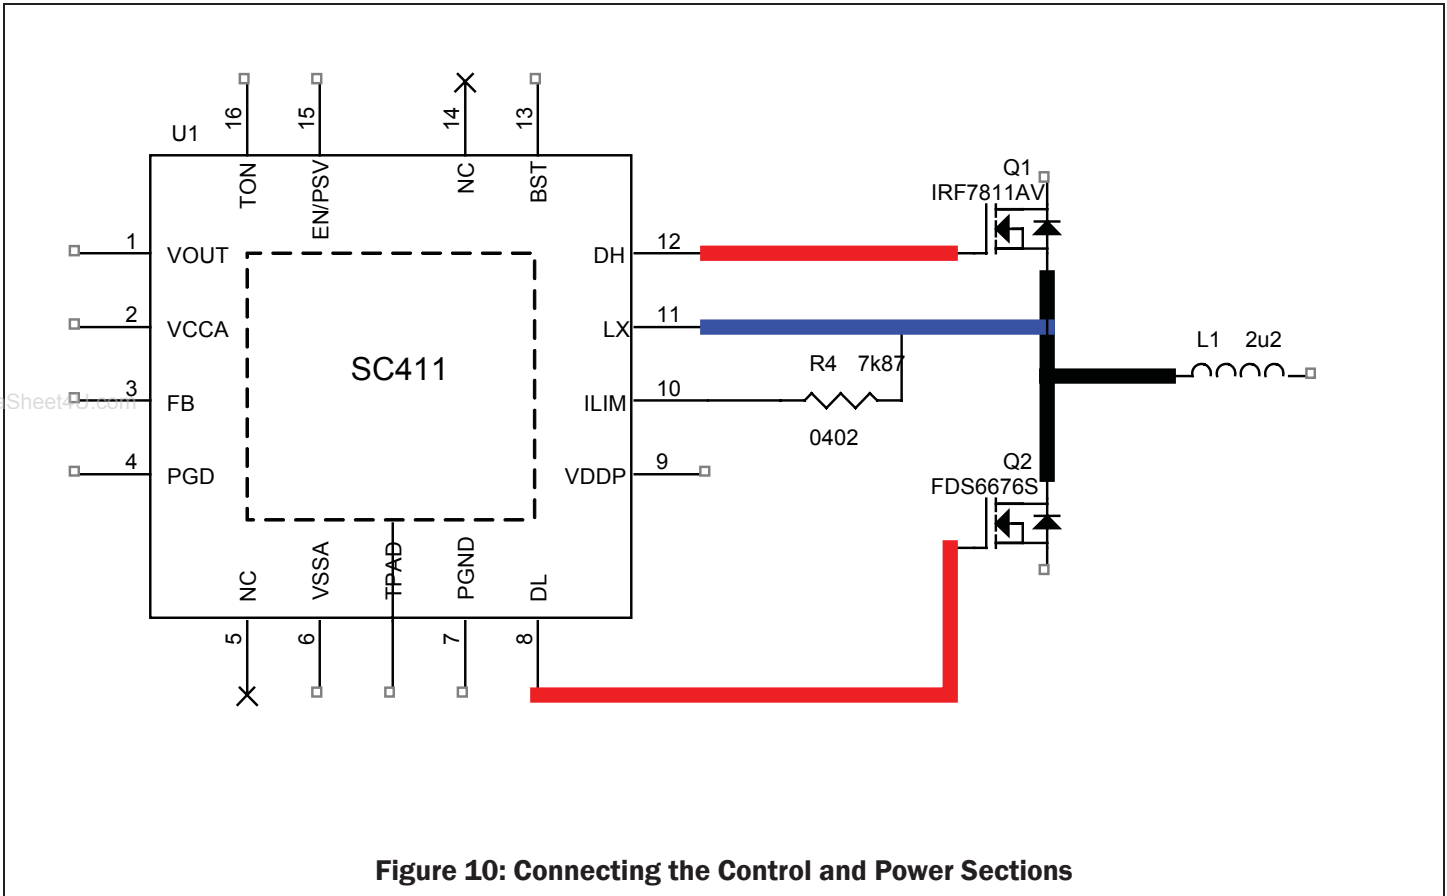 U1
16
15
14
13
TON
EN/PSV
NC
BST
1
VOUT
2
VCCA
3
FB
4
PGD
SC411
DH
12
LX
11
ILIM
10
VDDP
9
NC
VSSA
TPAD
PGND
DL
5
6
7
8
Q1
IRF7811AV
R4 7k87
0402
L1 2u2
Q2
FDS6676S
aSheet4U.com
Figure 10: Connecting the Control and Power Sections